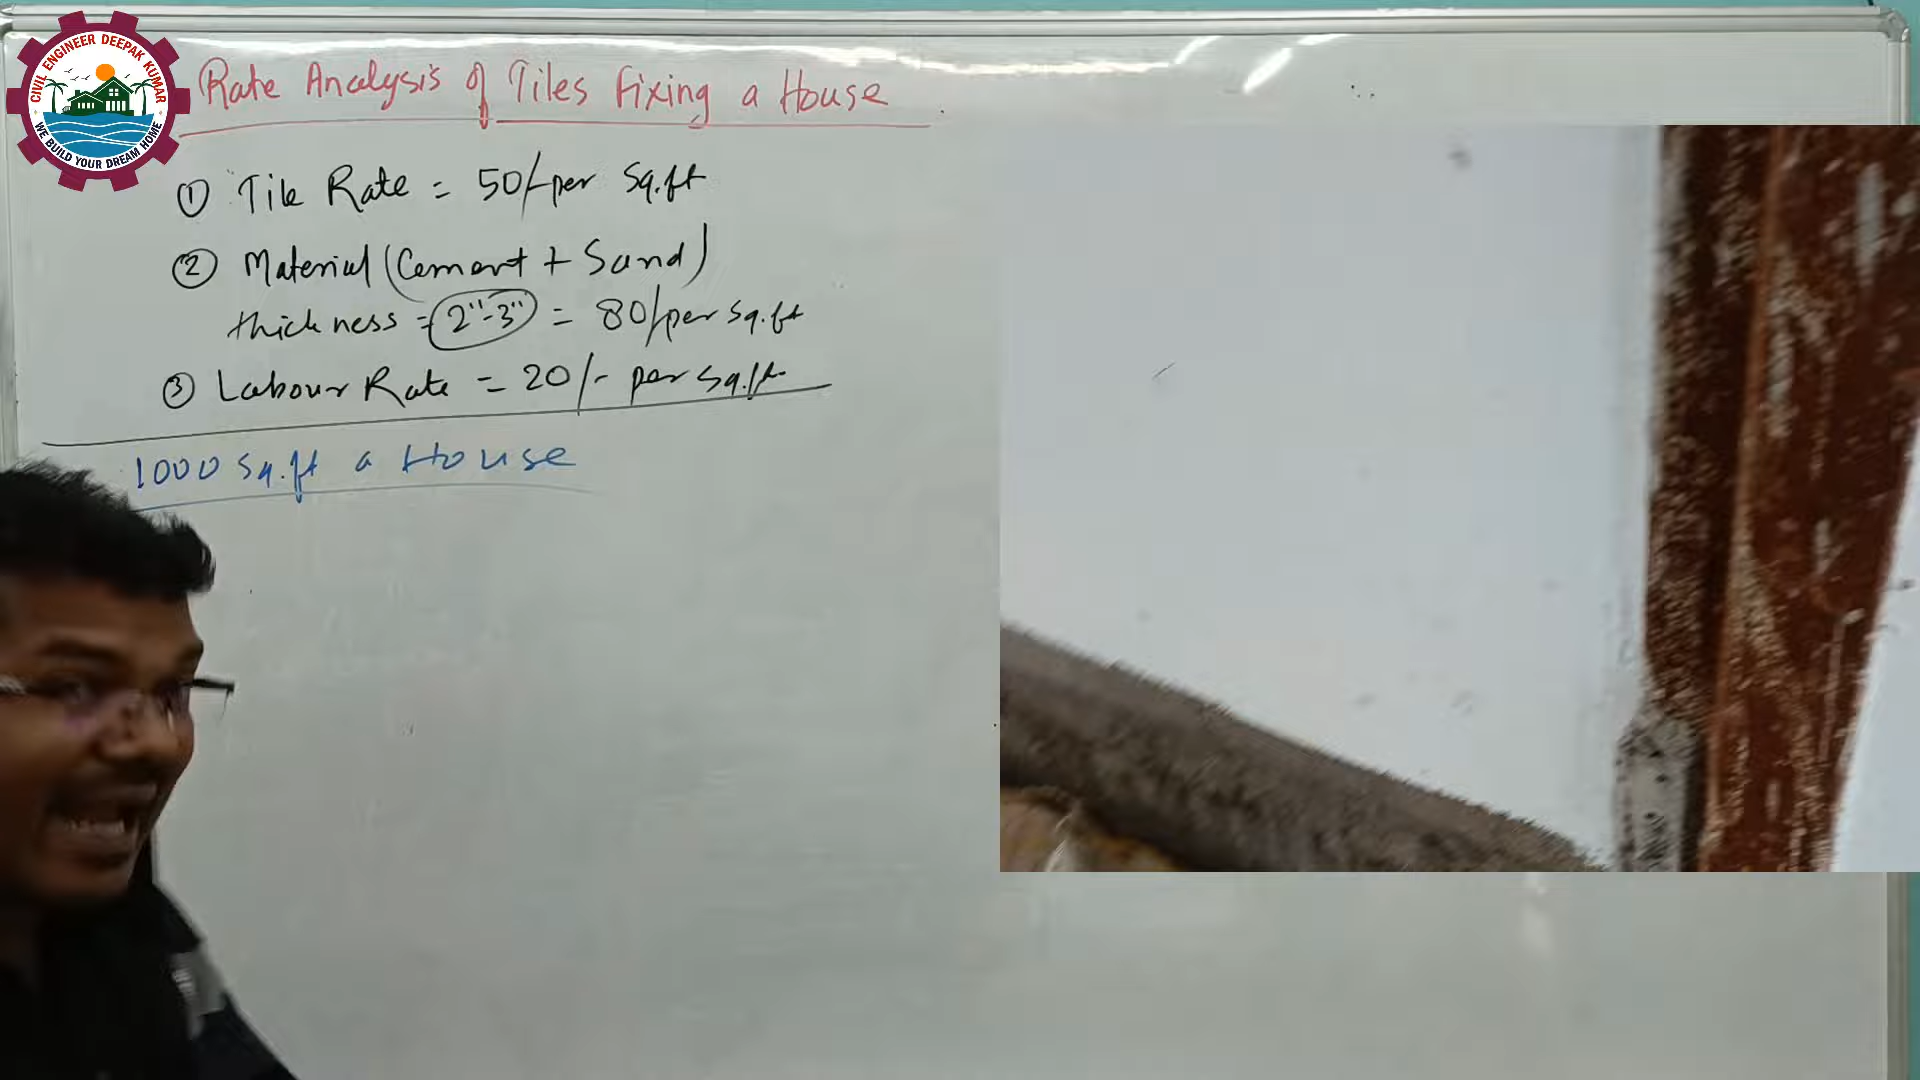 CIVIL ENGINEER DEEPAK KUMAR
WE BUILD YOUR DREAM HOME
Rate Analysis of Tiles Fixing a House
① Tile Rate = 50/- per Sq.ft
② Material (Cement + Sand)
thickness = 2"-3" = 80/- per sq.ft
③ Labour Rate = 20/- per sq.ft.
1000 Sq.ft a House